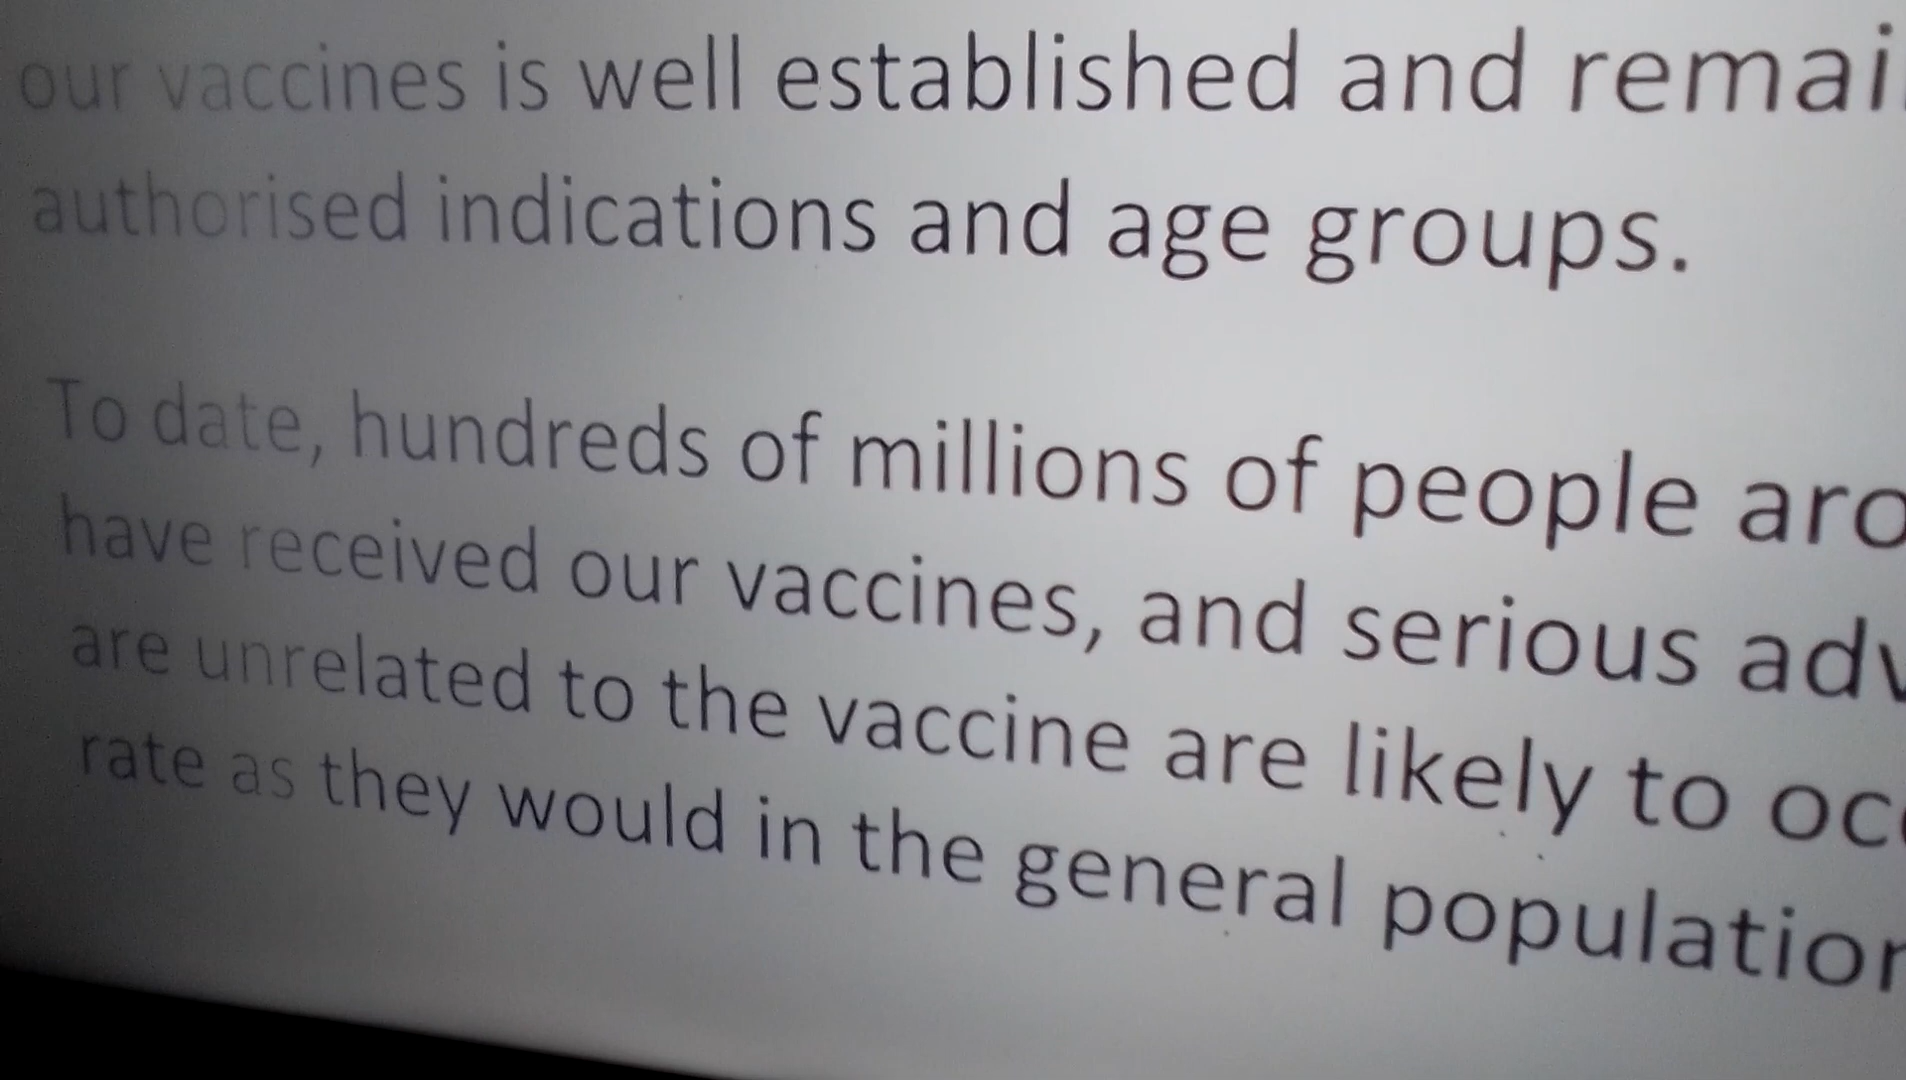 our vaccines is well established and remai
authorised indications and age groups.
To date, hundreds of millions of people aro
have received our vaccines, and serious adv
are unrelated to the vaccine are likely to oc
rate as they would in the general population